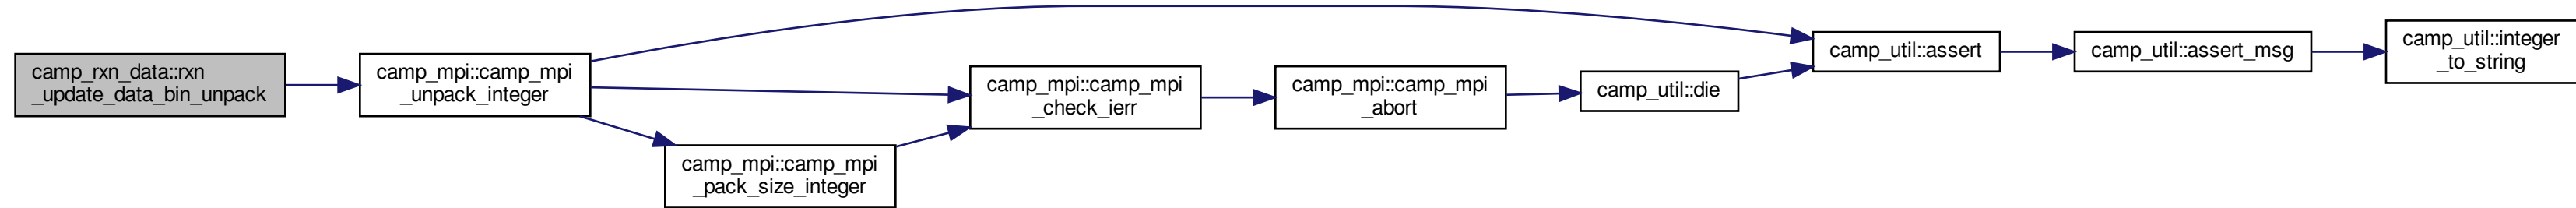 camp_rxn_data::rxn
_update_data_bin_unpack
camp_mpi::camp_mpi
_unpack_integer
camp_mpi::camp_mpi
_pack_size_integer
camp_mpi::camp_mpi
_check_ierr
camp_mpi::camp_mpi
_abort
camp_util::die
camp_util::assert
camp_util::assert_msg
camp_util::integer
_to_string